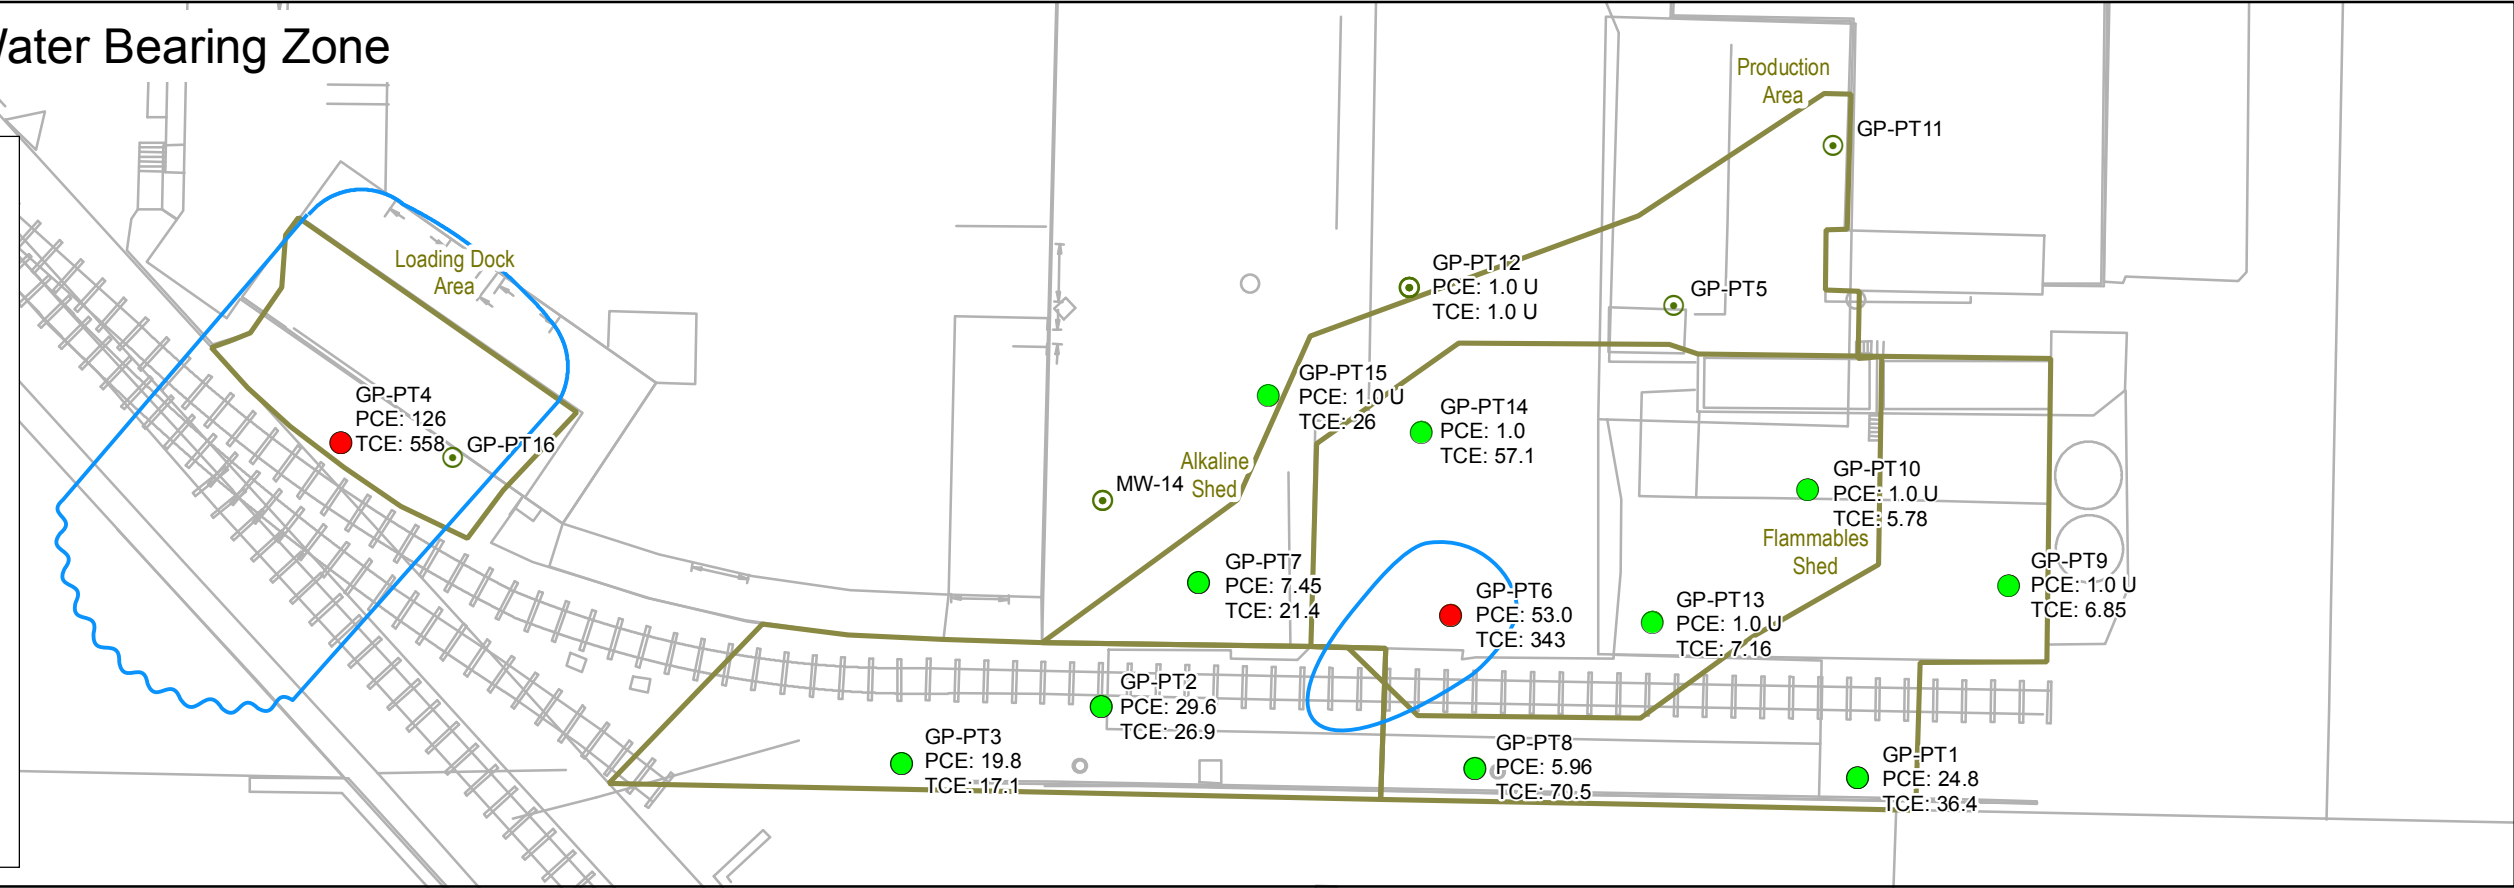 Water Bearing Zone
Production
Area
GP-PT11
Loading Dock
Area
GP-PT12
PCE: 1.0 U
TCE: 1.0 U
GP-PT5
GP-PT4
PCE: 126
TCE: 558
GP-PT16
GP-PT15
PCE: 1.0 U
TCE: 26
GP-PT14
PCE: 1.0
TCE: 57.1
Alkaline
Shed
MW-14
GP-PT10
PCE: 1.0 U
TCE: 5.78
Flammables
Shed
GP-PT7
PCE: 7.45
TCE: 21.4
GP-PT6
PCE: 53.0
TCE: 343
GP-PT13
PCE: 1.0 U
TCE: 7.16
GP-PT9
PCE: 1.0 U
TCE: 6.85
GP-PT2
PCE: 29.6
TCE: 26.9
GP-PT3
PCE: 19.8
TCE: 17.1
GP-PT8
PCE: 5.96
TCE: 70.5
GP-PT1
PCE: 24.8
TCE: 36.4